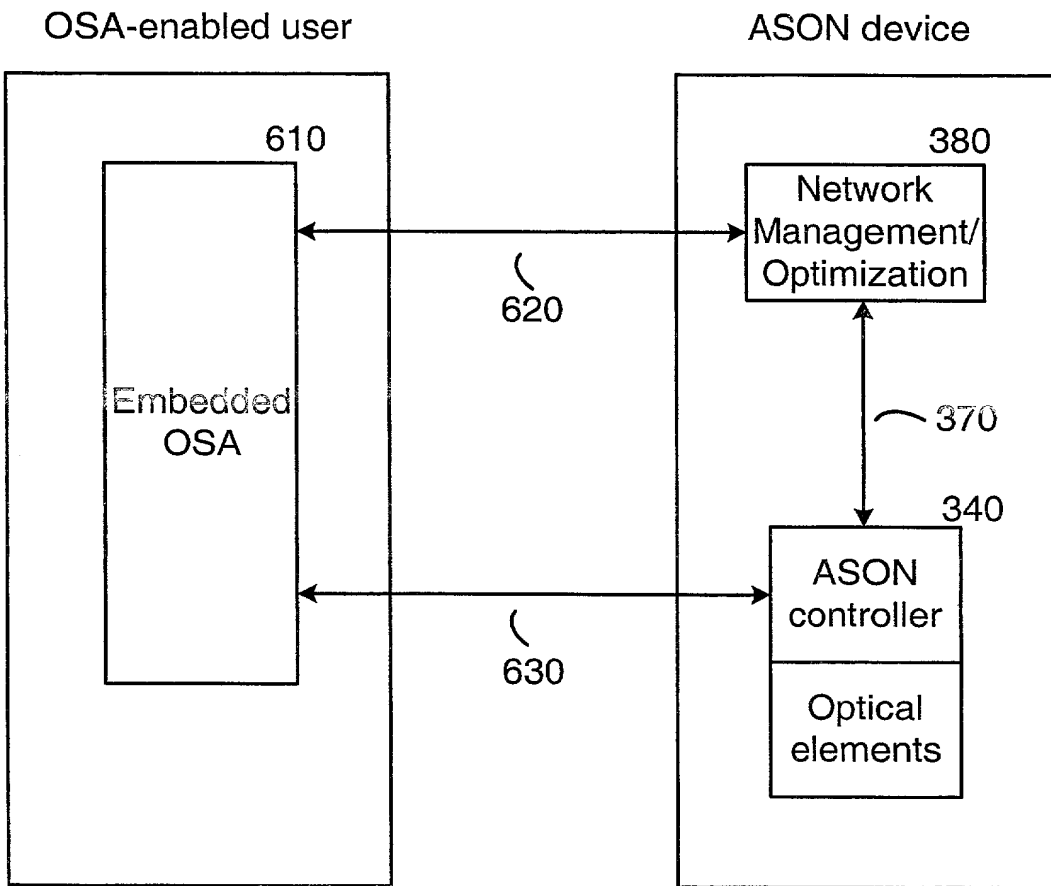 OSA-enabled user
ASON device
610
380
Network
Management/
Optimization
620
Embedded
OSA
370
340
ASON
controller
630
Optical
elements